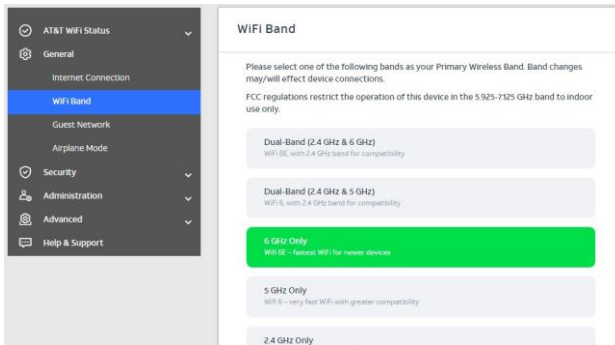 AT&T WiFi Status
General
Internet Connection
WiFi Band
Guest Network
Airplane Mode
Security
Administration
Advanced
Help & Support
WiFi Band
Please select one of the following bands as your Primary Wireless Band. Band changes
may/will effect device connections.
FCC regulations restrict the operation of this device in the 5.925-7.125 GHz band to indoor
use only.
Dual-Band (2.4 GHz & 6 GHz)
WiFi 6E, with 2.4 GHz band for compatibility
Dual-Band (2.4 GHz & 5 GHz)
WiFi 6, with 2.4 GHz band for compatibility
6 GHz Only
Wifi 6E – fastest WiFi for newer devices
5 GHz Only
Wifi 6 – very fast WiFi with greater compatibility
2.4 GHz Only